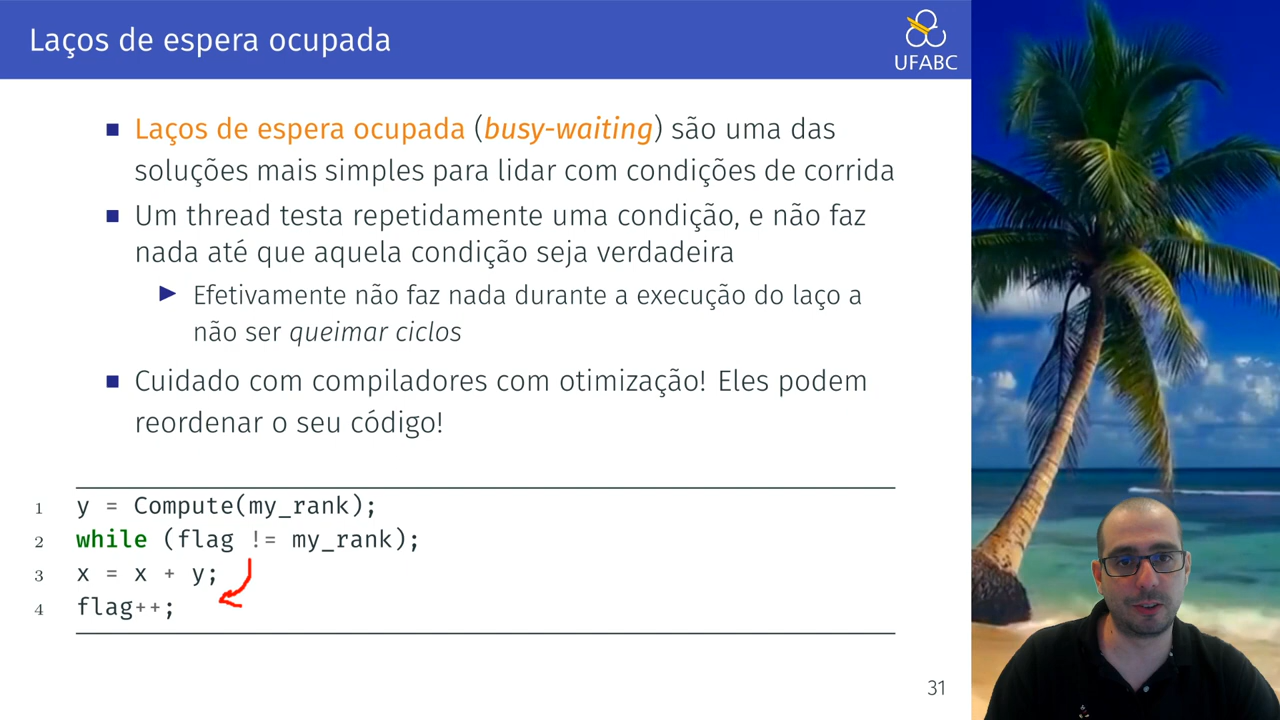 Laços de espera ocupada
UFABC
■ Laços de espera ocupada (busy-waiting) são uma das
soluções mais simples para lidar com condições de corrida
■ Um thread testa repetidamente uma condição, e não faz
nada até que aquela condição seja verdadeira
▶ Efetivamente não faz nada durante a execução do laço a
não ser queimar ciclos
■ Cuidado com compiladores com otimização! Eles podem
reordenar o seu código!
1 y = Compute(my_rank);
2 while (flag != my_rank);
3 x = x + y;
4 flag++;
31